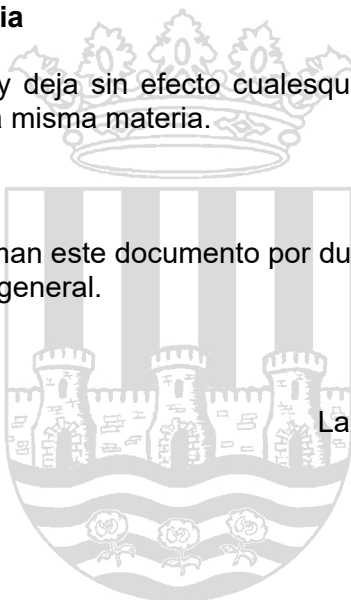 ia
y deja sin efecto cualesqu
a misma materia.
nan este documento por du
general.
La